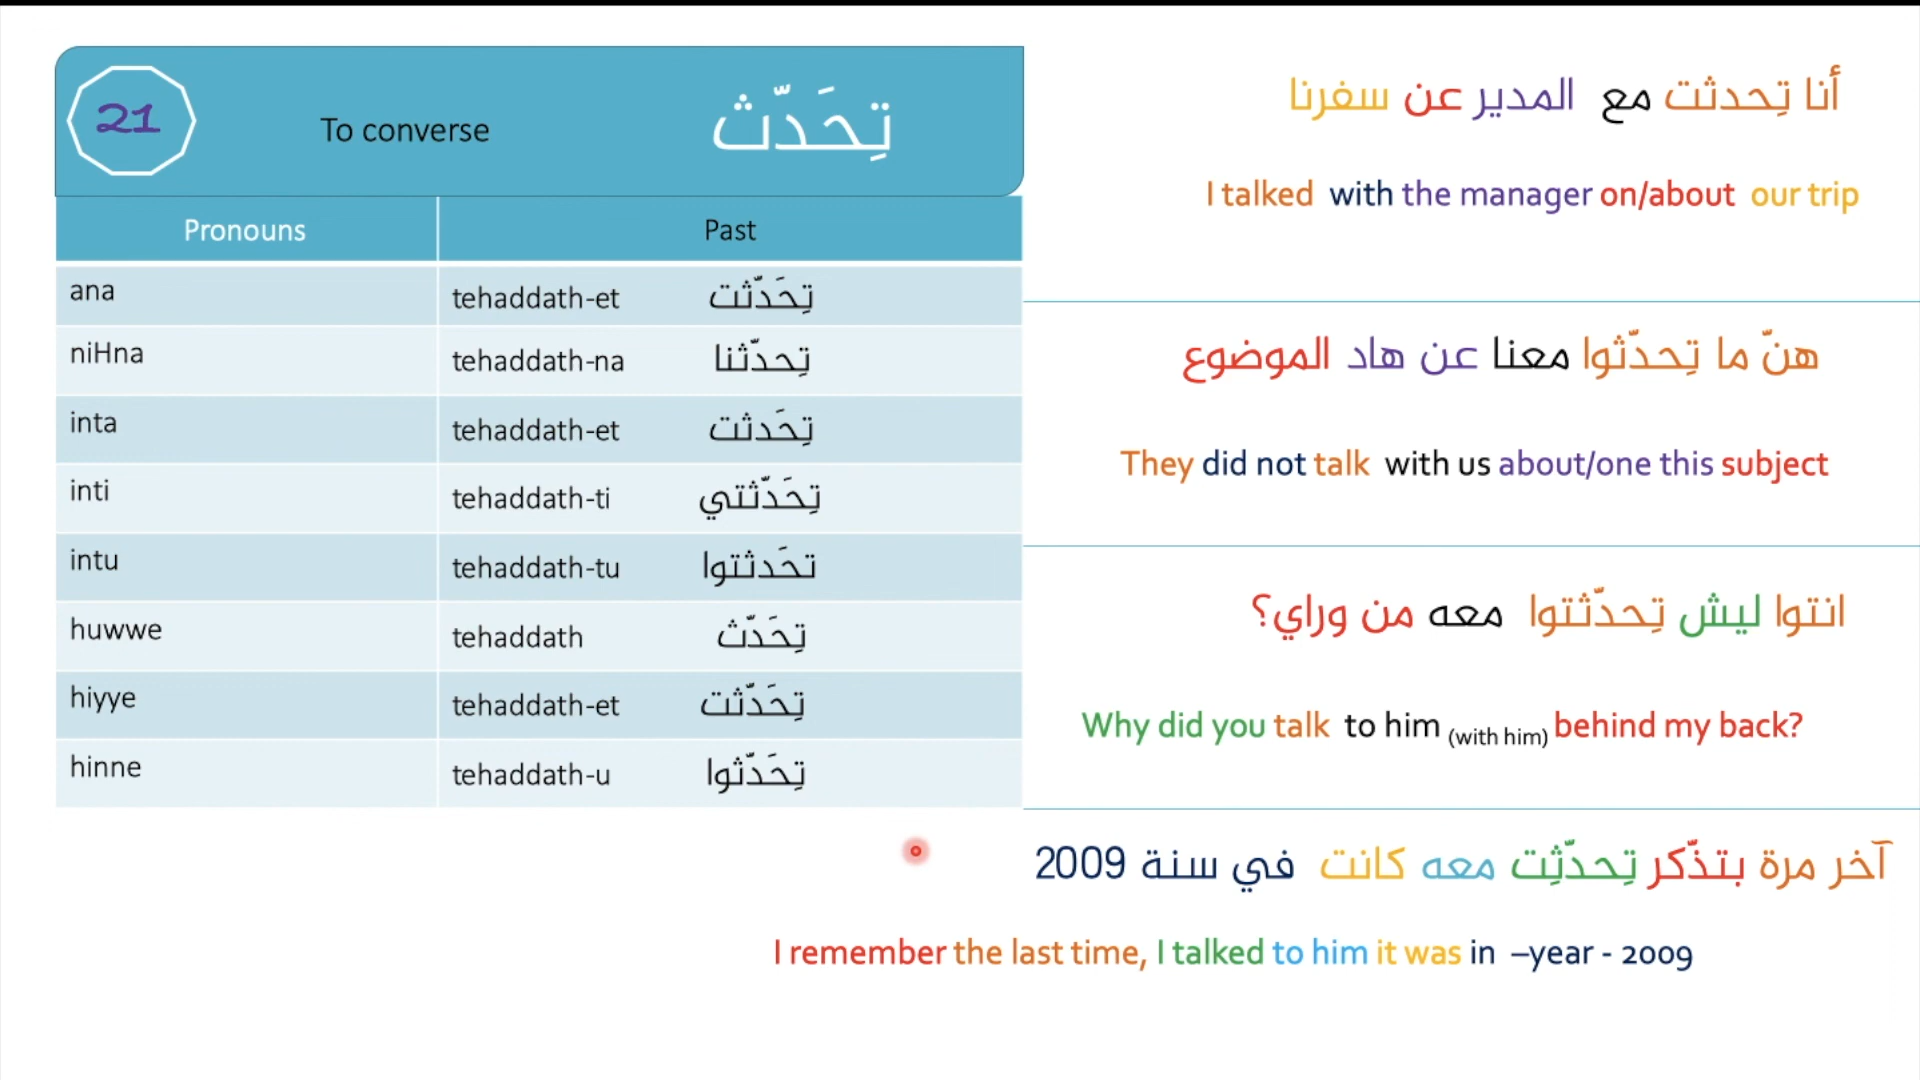 21 To converse تِحَدّث
Pronouns Past
ana tehaddath-et تِحَدّثت
niHna tehaddath-na تِحدّثنا
inta tehaddath-et تِحَدثت
inti tehaddath-ti تِحَدّثتي
intu tehaddath-tu تحَدثتوا
huwwe tehaddath تِحَدّث
hiyye tehaddath-et تِحَدّثت
hinne tehaddath-u تِحَدّثوا
أنا تِحدثت مع المدير عن سفرنا
I talked with the manager on/about our trip
هنّ ما تِحدّثوا معنا عن هاد الموضوع
They did not talk with us about/one this subject
انتوا ليش تِحدّثتوا معه من وراي؟
Why did you talk to him (with him) behind my back?
آخر مرة بتذّكر تِحدّثِت معه كانت في سنة 2009
I remember the last time, I talked to him it was in –year - 2009